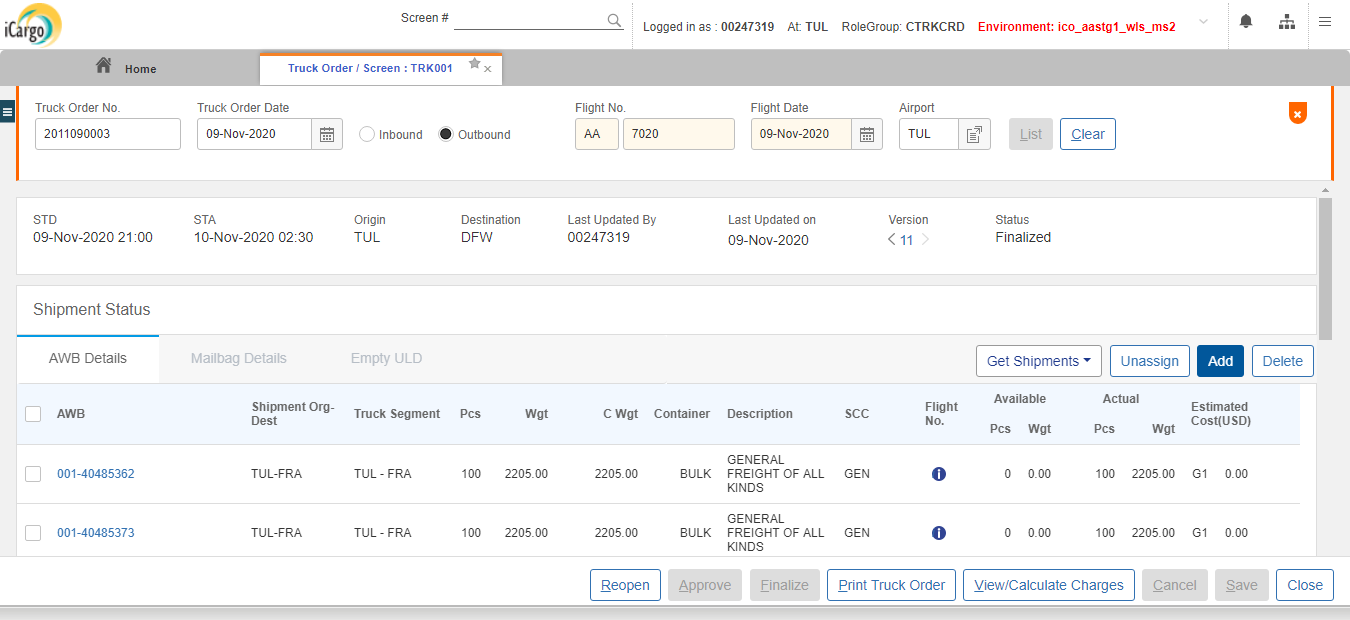 iCargo
Screen #
Logged in as : 00247319 At: TUL RoleGroup: CTRKCRD Environment: ico_aastg1_wls_ms2
Home
Truck Order / Screen : TRK001
Truck Order No. Truck Order Date Flight No. Flight Date Airport
2011090003 09-Nov-2020 Inbound Outbound AA 7020 09-Nov-2020 TUL List Clear
STD STA Origin Destination Last Updated By Last Updated on Version Status
09-Nov-2020 21:00 10-Nov-2020 02:30 TUL DFW 00247319 09-Nov-2020 11 Finalized
Shipment Status
AWB Details Mailbag Details Empty ULD Get Shipments Unassign Add Delete
AWB Shipment Org-Dest Truck Segment Pcs Wgt C Wgt Container Description SCC Flight No. Available Pcs Wgt Actual Pcs Wgt Estimated Cost(USD)
001-40485362 TUL-FRA TUL - FRA 100 2205.00 2205.00 BULK GENERAL FREIGHT OF ALL KINDS GEN 0 0.00 100 2205.00 G1 0.00
001-40485373 TUL-FRA TUL - FRA 100 2205.00 2205.00 BULK GENERAL FREIGHT OF ALL KINDS GEN 0 0.00 100 2205.00 G1 0.00
Reopen Approve Finalize Print Truck Order View/Calculate Charges Cancel Save Close